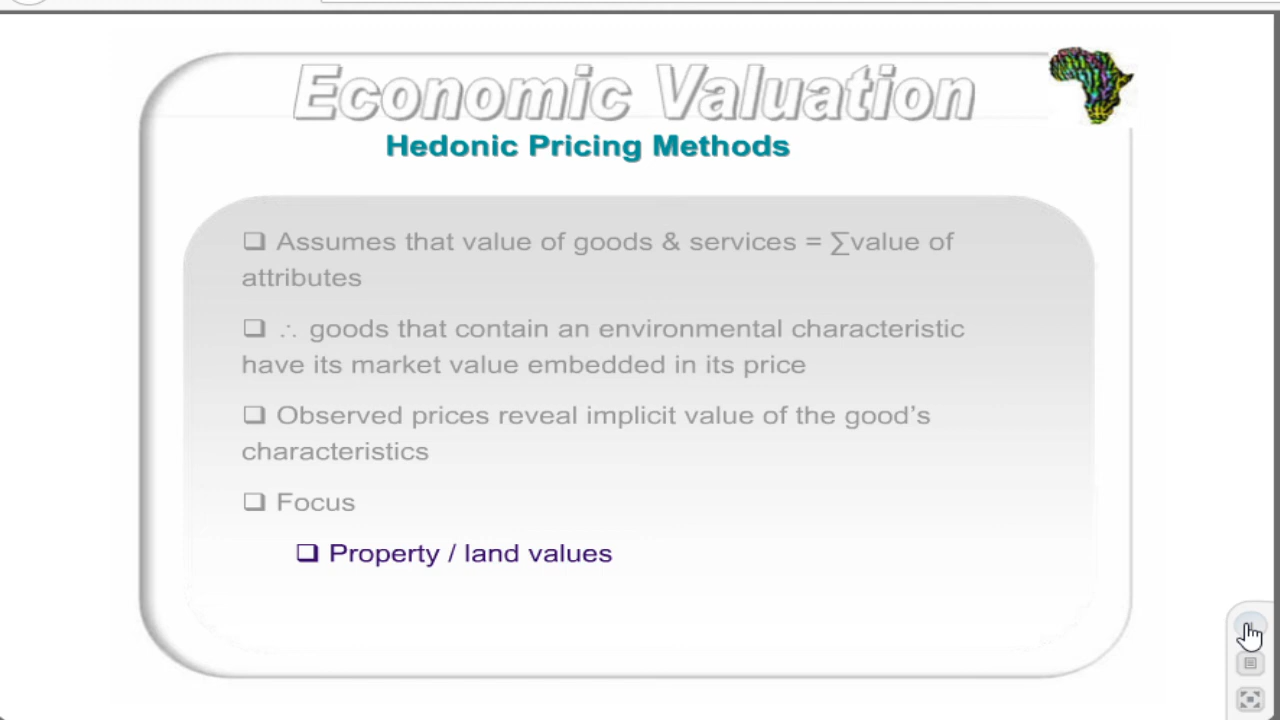 Economic Valuation
Hedonic Pricing Methods
❑ Assumes that value of goods & services = ∑value of
attributes
❑ ∴ goods that contain an environmental characteristic
have its market value embedded in its price
❑ Observed prices reveal implicit value of the good’s
characteristics
❑ Focus
❑ Property / land values